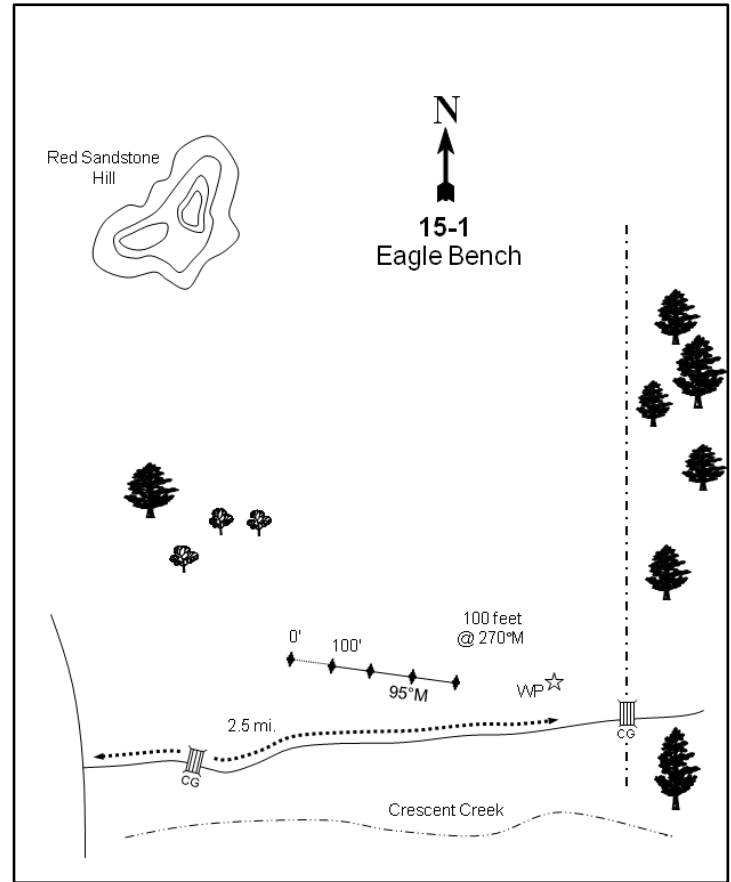 N
Red Sandstone
Hill
15-1
Eagle Bench
100 feet
@ 270°M
0'
100'
95°M
WP
2.5 mi.
CG
CG
Crescent Creek